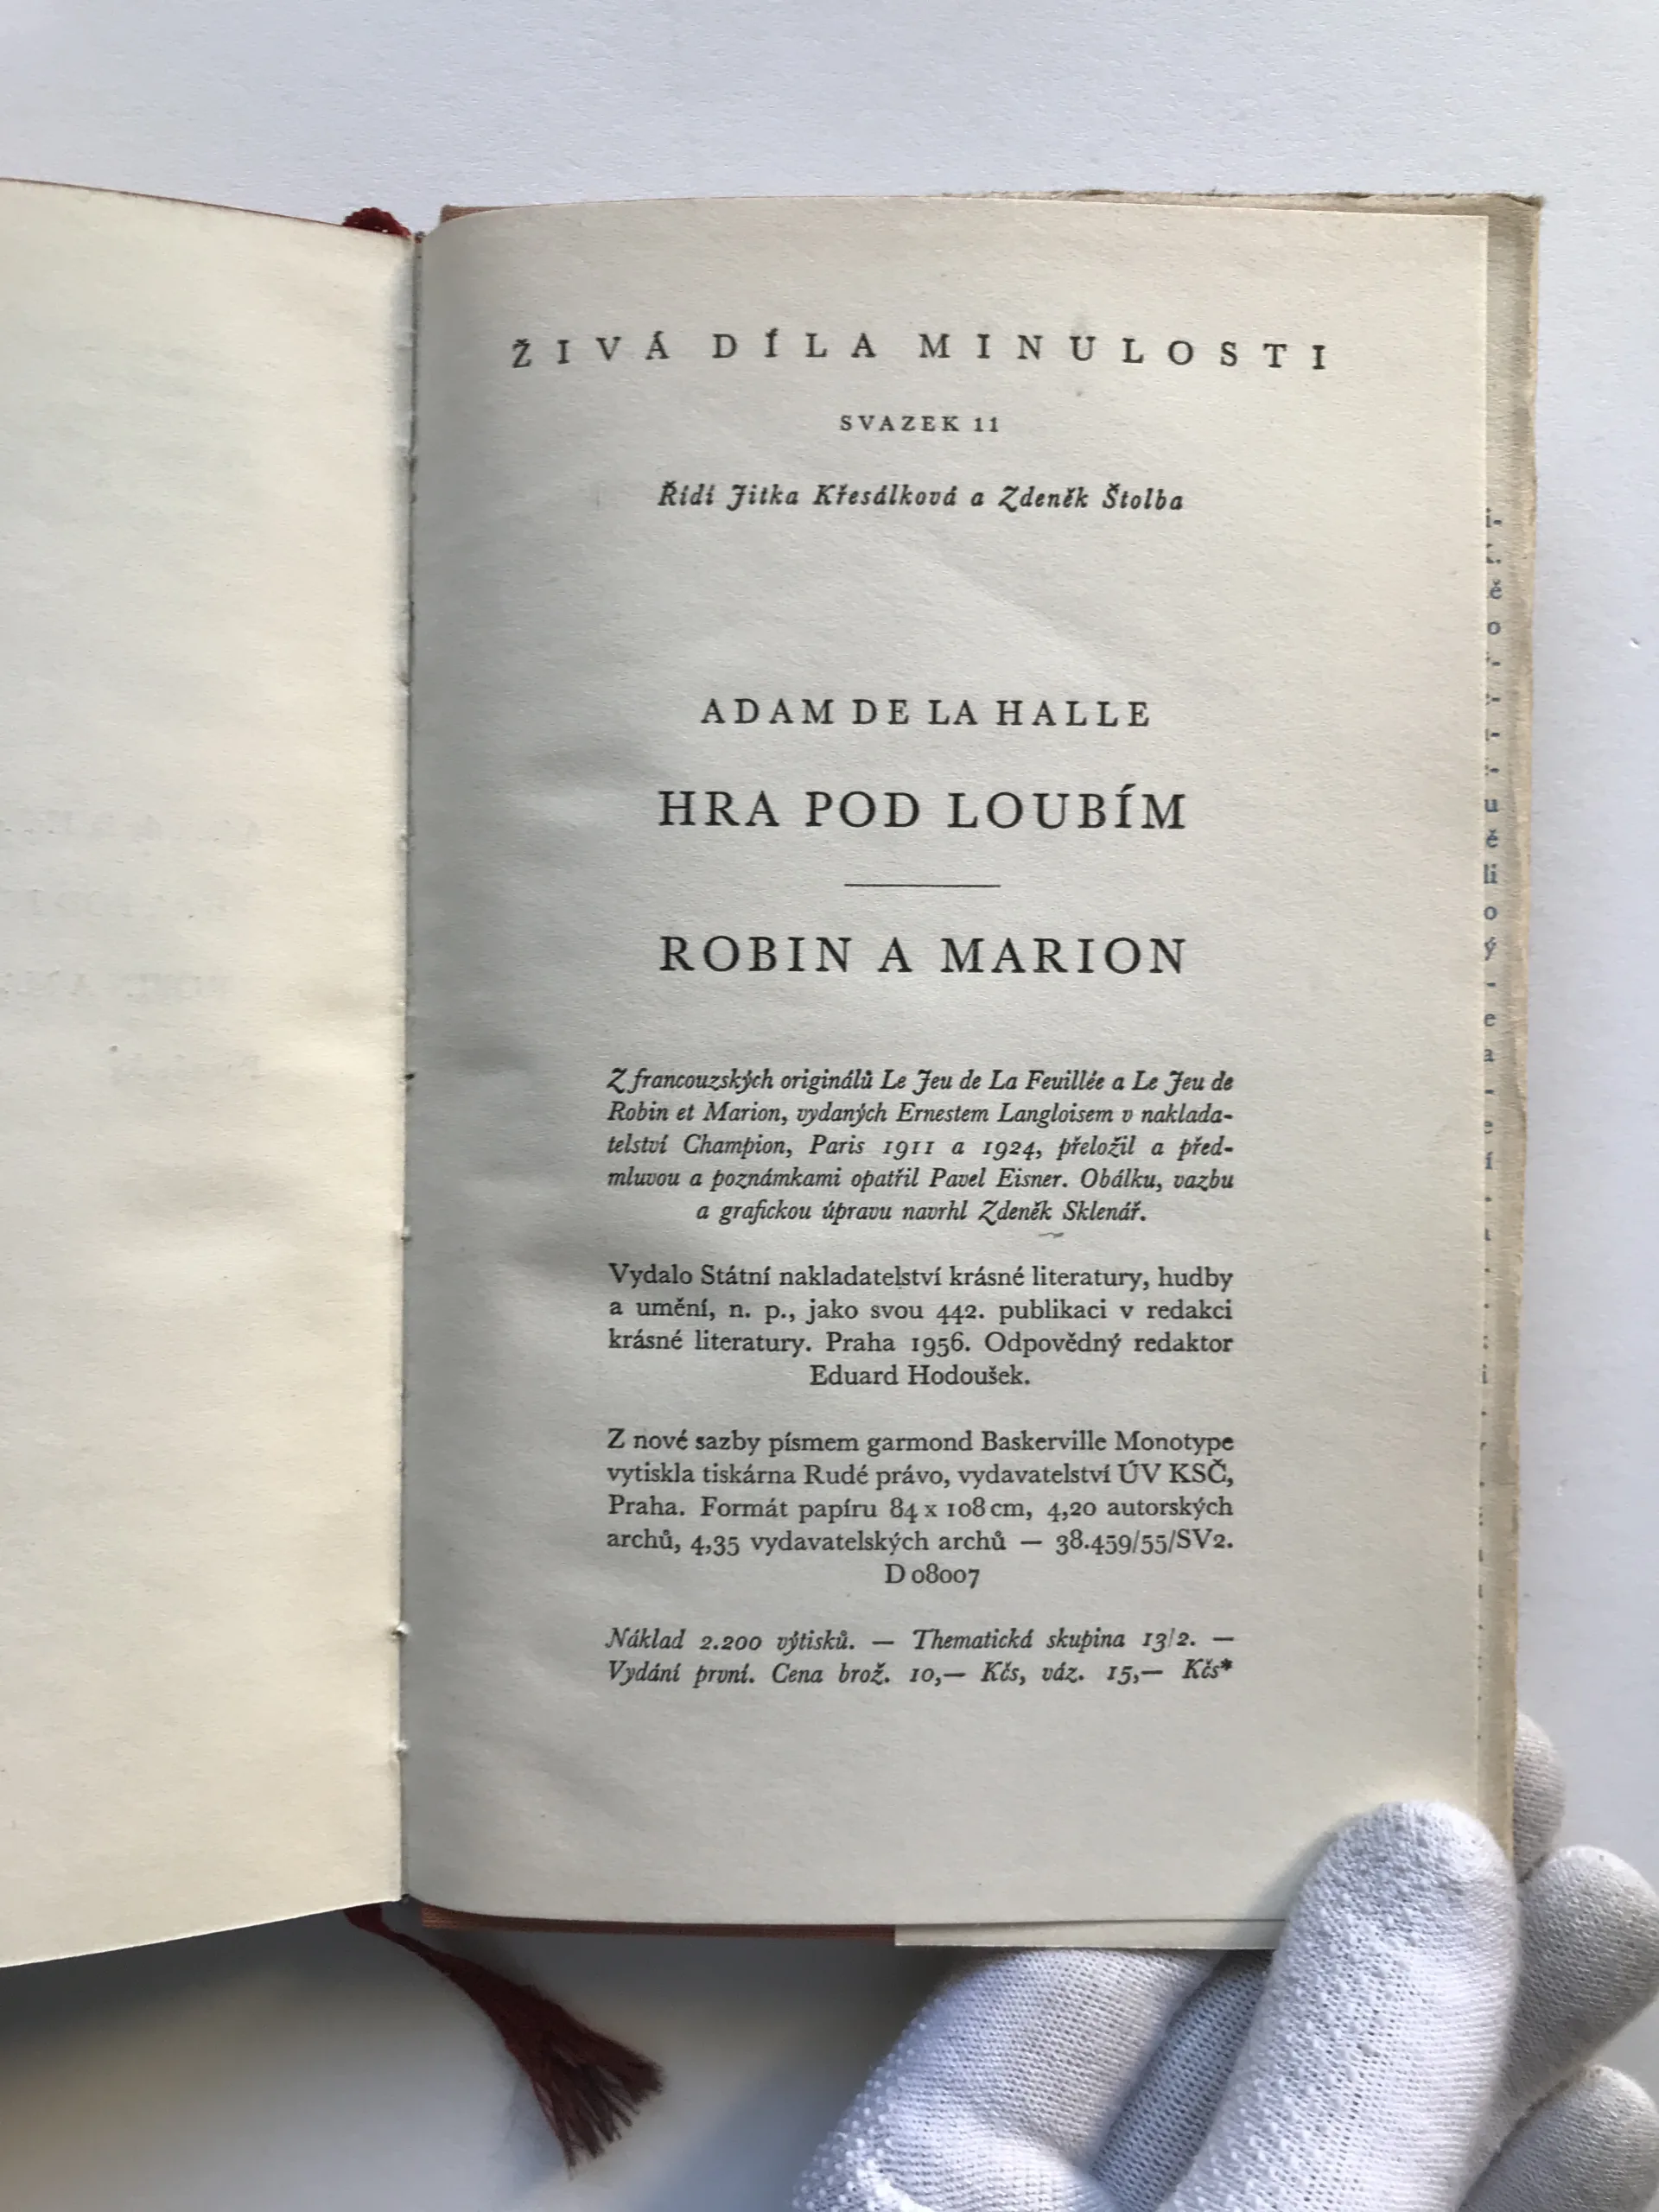 ŽIVÁ DÍLA MINULOSTI
SVAZEK 11
Řídí Jitka Křesálková a Zdeněk Štolba
ADAM DE LA HALLE
HRA POD LOUBÍM
ROBIN A MARION
Z francouzských originálů Le Jeu de La Feuillée a Le Jeu de
Robin et Marion, vydaných Ernestem Langloisem v naklada-
telství Champion, Paris 1911 a 1924, přeložil a před-
mluvou a poznámkami opatřil Pavel Eisner. Obálku, vazbu
a grafickou úpravu navrhl Zdeněk Sklenář.
Vydalo Státní nakladatelství krásné literatury, hudby
a umění, n. p., jako svou 442. publikaci v redakci
krásné literatury. Praha 1956. Odpovědný redaktor
Eduard Hodoušek.
Z nové sazby písmem garmond Baskerville Monotype
vytiskla tiskárna Rudé právo, vydavatelství ÚV KSČ,
Praha. Formát papíru 84 x 108 cm, 4,20 autorských
archů, 4,35 vydavatelských archů — 38.459/55/SV2.
D 08007
Náklad 2.200 výtisků. — Thematická skupina 13/2. —
Vydání první. Cena brož. 10,— Kčs, váz. 15,— Kčs*